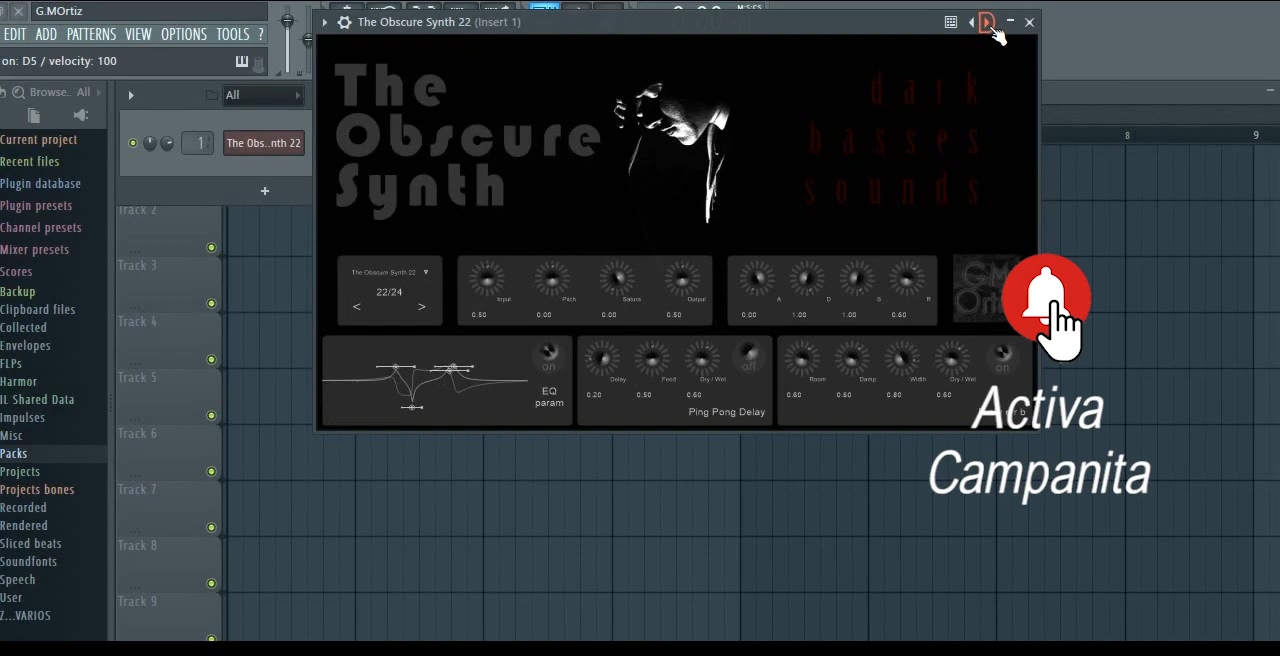 G.MOrtiz
EDIT ADD PATTERNS VIEW OPTIONS TOOLS ?
on: D5 / velocity: 100
Browse.. All
All
1
The Obs..nth 22
+
Current project
Recent files
Plugin database
Plugin presets
Channel presets
Mixer presets
Scores
Backup
Clipboard files
Collected
Envelopes
FLPs
Harmor
IL Shared Data
Impulses
Misc
Packs
Projects
Projects bones
Recorded
Rendered
Sliced beats
Soundfonts
Speech
User
Z...VARIOS
Track 2
Track 3
Track 4
Track 5
Track 6
Track 7
Track 8
Track 9
8
9
The Obscure Synth 22 (Insert 1)
The
Obscure
Synth
dark
basses
sounds
The Obscure Synth 22
22/24
< >
Input Pitch Satura Output
0.50 0.00 0.00 0.50
A D S R
0.00 1.00 1.00 0.60
GM
Ortiz
on
EQ
param
off
Delay Feed Dry / Wet
0.20 0.50 0.60
Ping Pong Delay
on
Room Damp Width Dry / Wet
0.60 0.60 0.80 0.60
Activa
Campanita